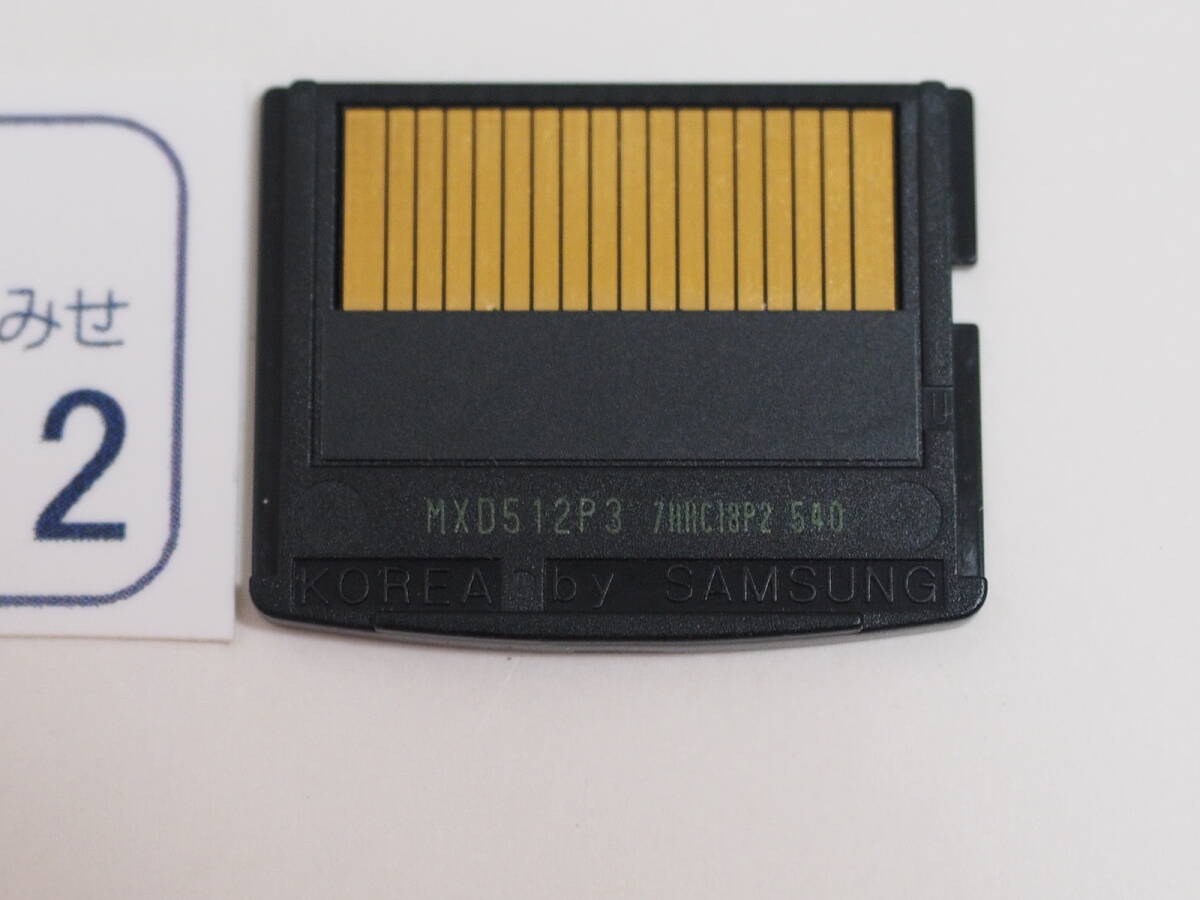 みせ
2
MXD512P3 7HHC18P2 540
KOREA by SAMSUNG